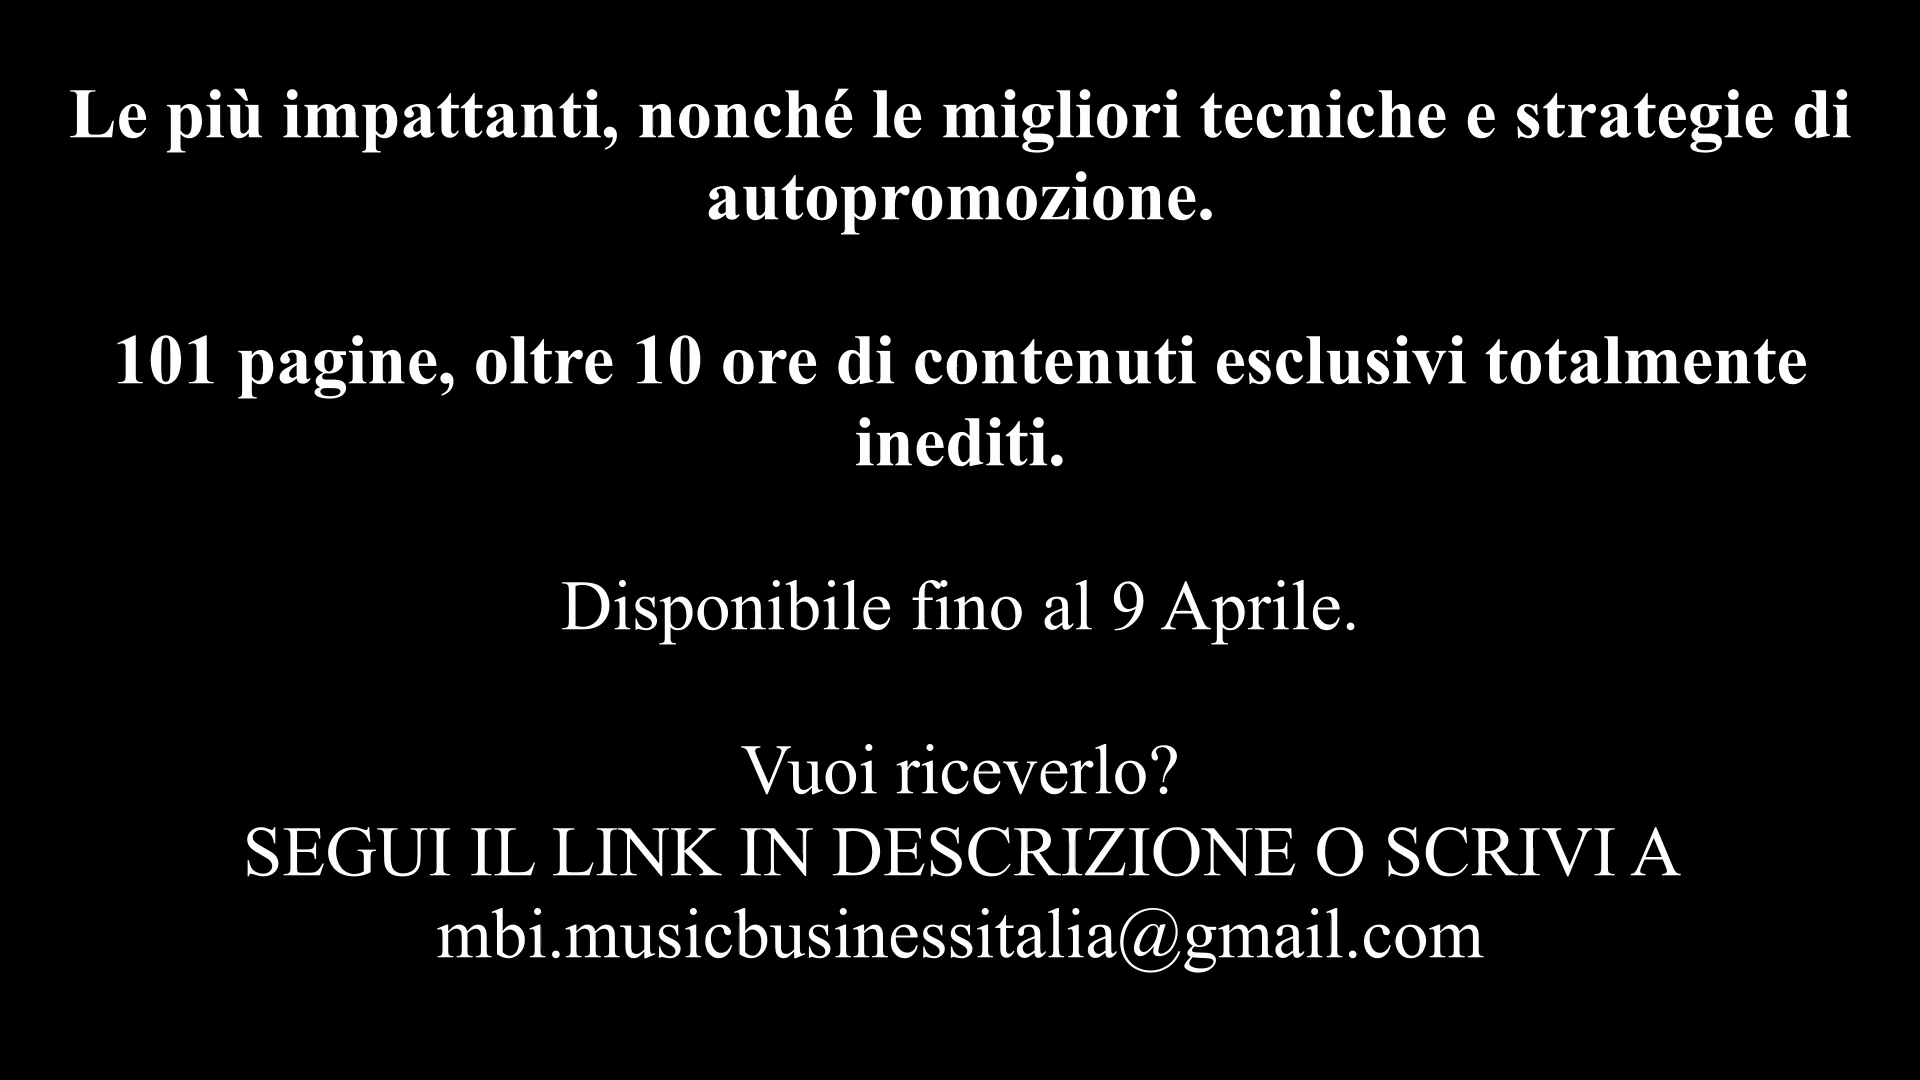 Le più impattanti, nonché le migliori tecniche e strategie di
autopromozione.
101 pagine, oltre 10 ore di contenuti esclusivi totalmente
inediti.
Disponibile fino al 9 Aprile.
Vuoi riceverlo?
SEGUI IL LINK IN DESCRIZIONE O SCRIVI A
mbi.musicbusinessitalia@gmail.com